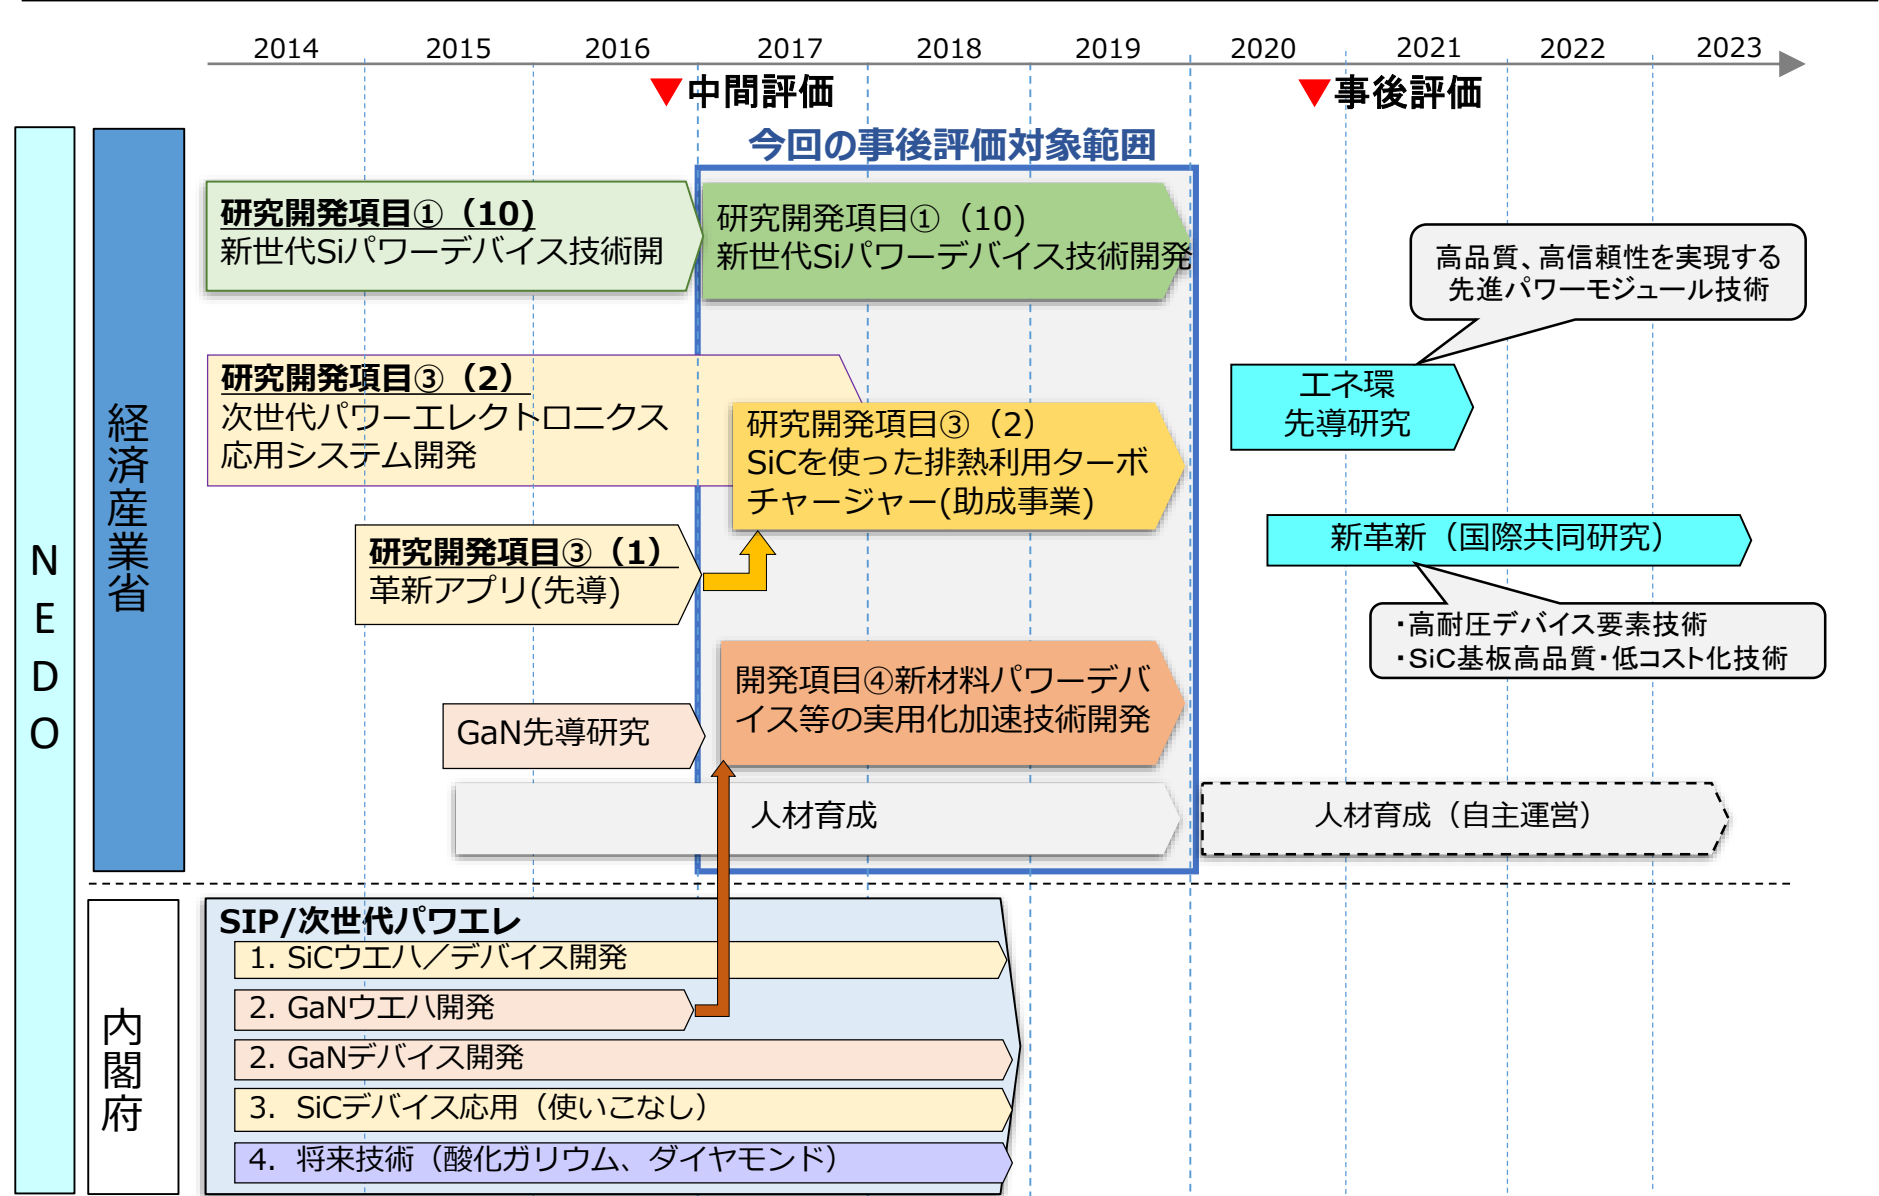 2014 2015 2016 2017 2018 2019 2020 2021 2022 2023
▼中間評価
▼事後評価
今回の事後評価対象範囲
NEDO
経済産業省
研究開発項目①（10)
新世代Siパワーデバイス技術開
研究開発項目①（10)
新世代Siパワーデバイス技術開発
高品質、高信頼性を実現する
先進パワーモジュール技術
研究開発項目③（2）
次世代パワーエレクトロニクス
応用システム開発
研究開発項目③（2）
SiCを使った排熱利用ターボ
チャージャー(助成事業)
エネ環
先導研究
研究開発項目③（1）
革新アプリ(先導)
新革新（国際共同研究）
・高耐圧デバイス要素技術
・SiC基板高品質・低コスト化技術
開発項目④新材料パワーデバ
イス等の実用化加速技術開発
GaN先導研究
人材育成
人材育成（自主運営）
内閣府
SIP/次世代パワエレ
1. SiCウエハ／デバイス開発
2. GaNウエハ開発
2. GaNデバイス開発
3. SiCデバイス応用（使いこなし）
4. 将来技術（酸化ガリウム、ダイヤモンド）